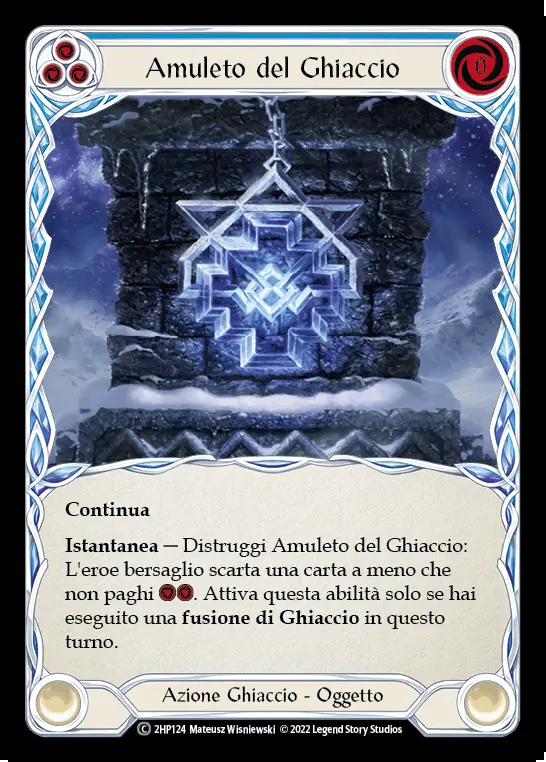 Amuleto del Ghiaccio
0
Continua
Istantanea — Distruggi Amuleto del Ghiaccio:
L'eroe bersaglio scarta una carta a meno che
non paghi . Attiva questa abilità solo se hai
eseguito una fusione di Ghiaccio in questo
turno.
Azione Ghiaccio - Oggetto
C 2HP124 Mateusz Wisniewski © 2022 Legend Story Studios